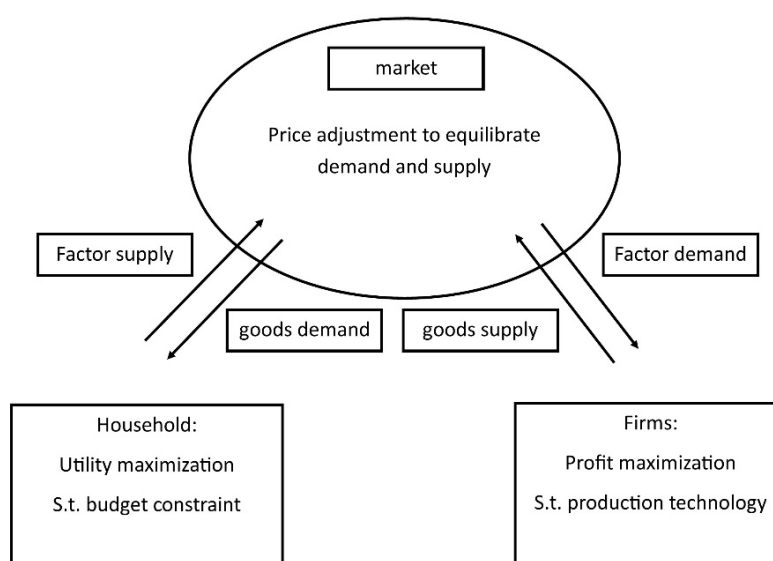 market
Price adjustment to equilibrate
demand and supply
Factor supply
Factor demand
goods demand
goods supply
Household:
Utility maximization
S.t. budget constraint
Firms:
Profit maximization
S.t. production technology